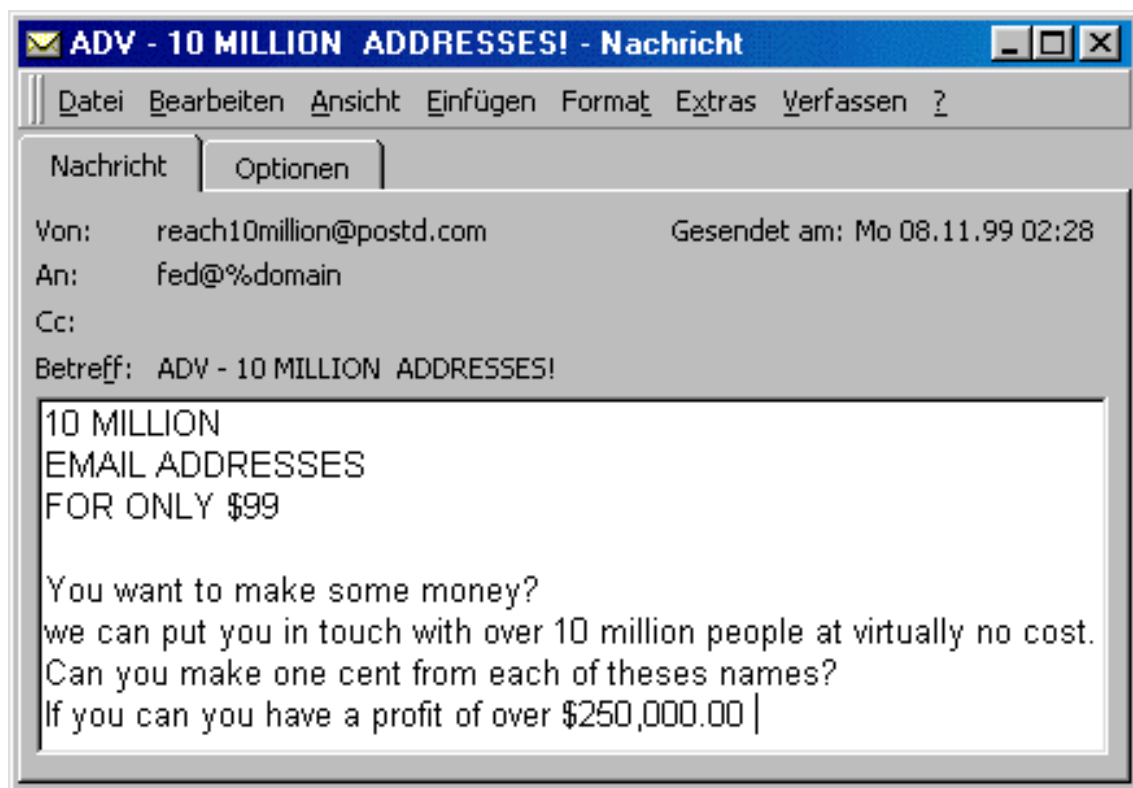 ADV - 10 MILLION  ADDRESSES! - Nachricht
Datei Bearbeiten Ansicht Einfügen Format Extras Verfassen ?
Nachricht Optionen
Von: reach10million@postd.com Gesendet am: Mo 08.11.99 02:28
An: fed@%domain
Cc:
Betreff: ADV - 10 MILLION  ADDRESSES!
10 MILLION
EMAIL ADDRESSES
FOR ONLY $99
You want to make some money?
we can put you in touch with over 10 million people at virtually no cost.
Can you make one cent from each of theses names?
If you can you have a profit of over $250,000.00